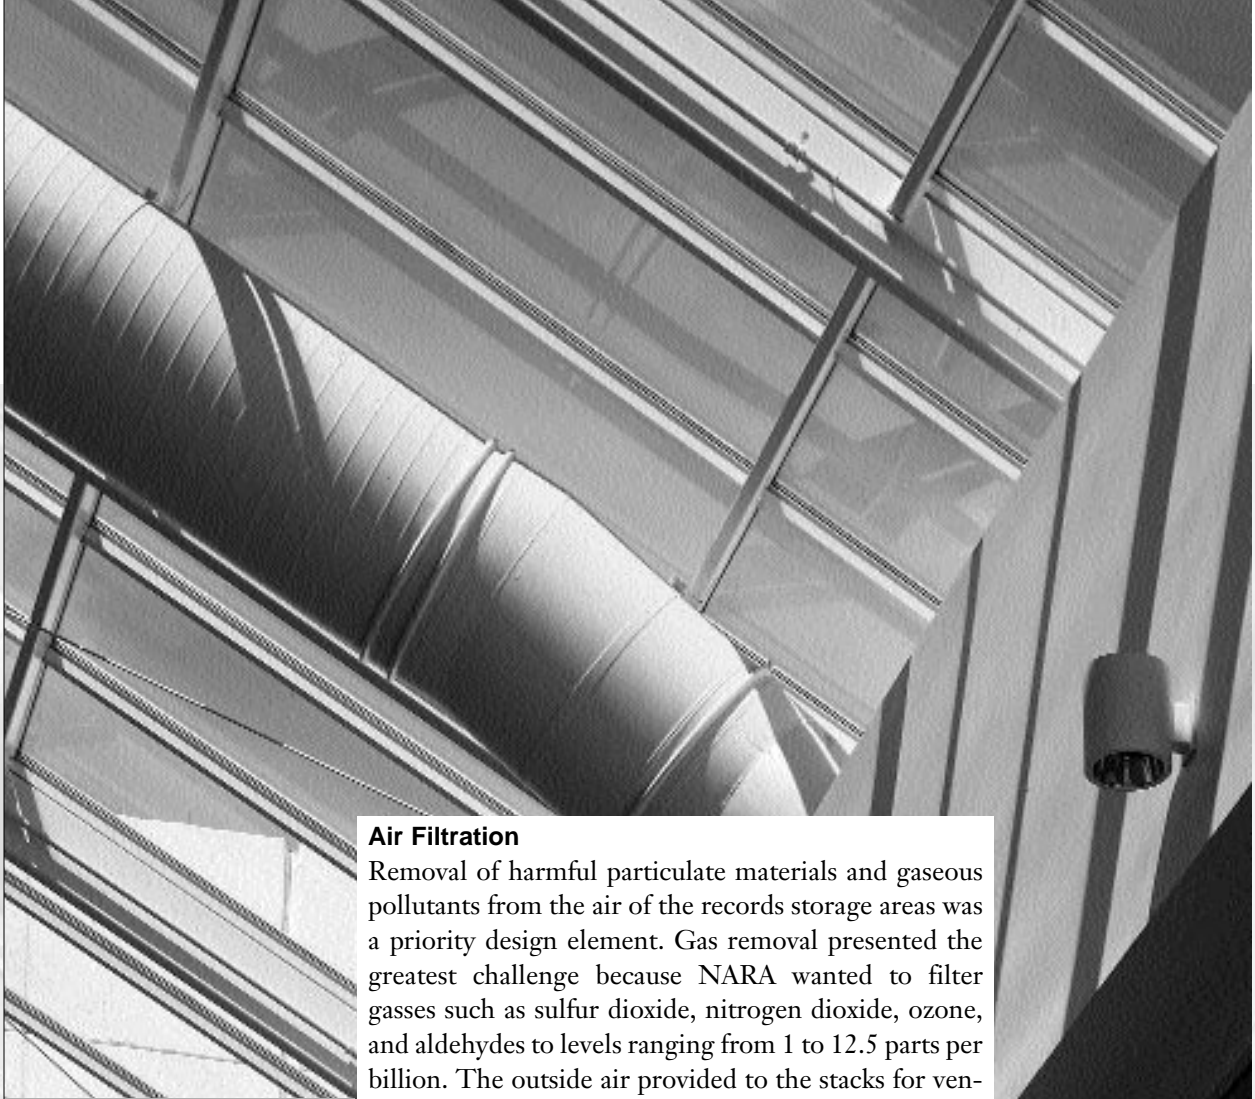 Air Filtration
Removal of harmful particulate materials and gaseous
pollutants from the air of the records storage areas was
a priority design element. Gas removal presented the
greatest challenge because NARA wanted to filter
gasses such as sulfur dioxide, nitrogen dioxide, ozone,
and aldehydes to levels ranging from 1 to 12.5 parts per
billion. The outside air provided to the stacks for ven-